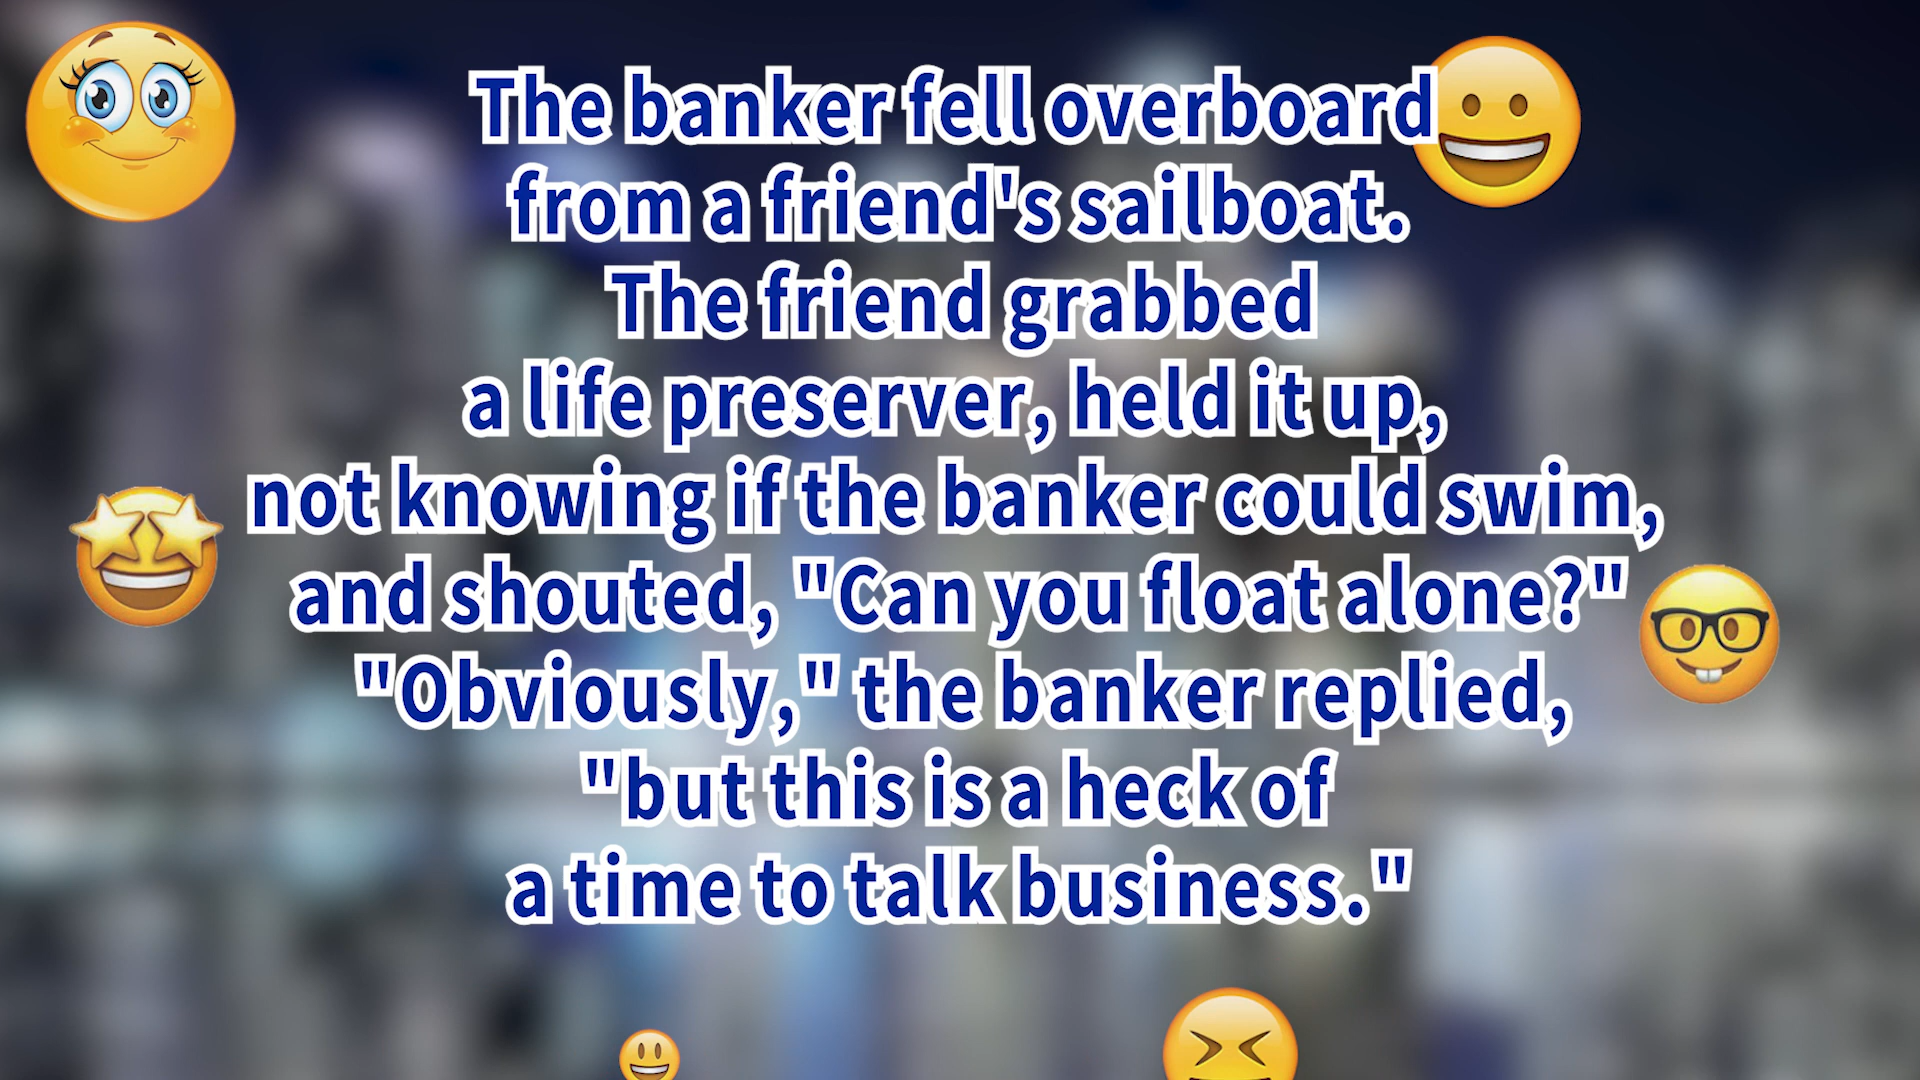 The banker fell overboard
from a friend's sailboat.
The friend grabbed
a life preserver, held it up,
not knowing if the banker could swim,
and shouted, "Can you float alone?"
"Obviously," the banker replied,
"but this is a heck of
a time to talk business."